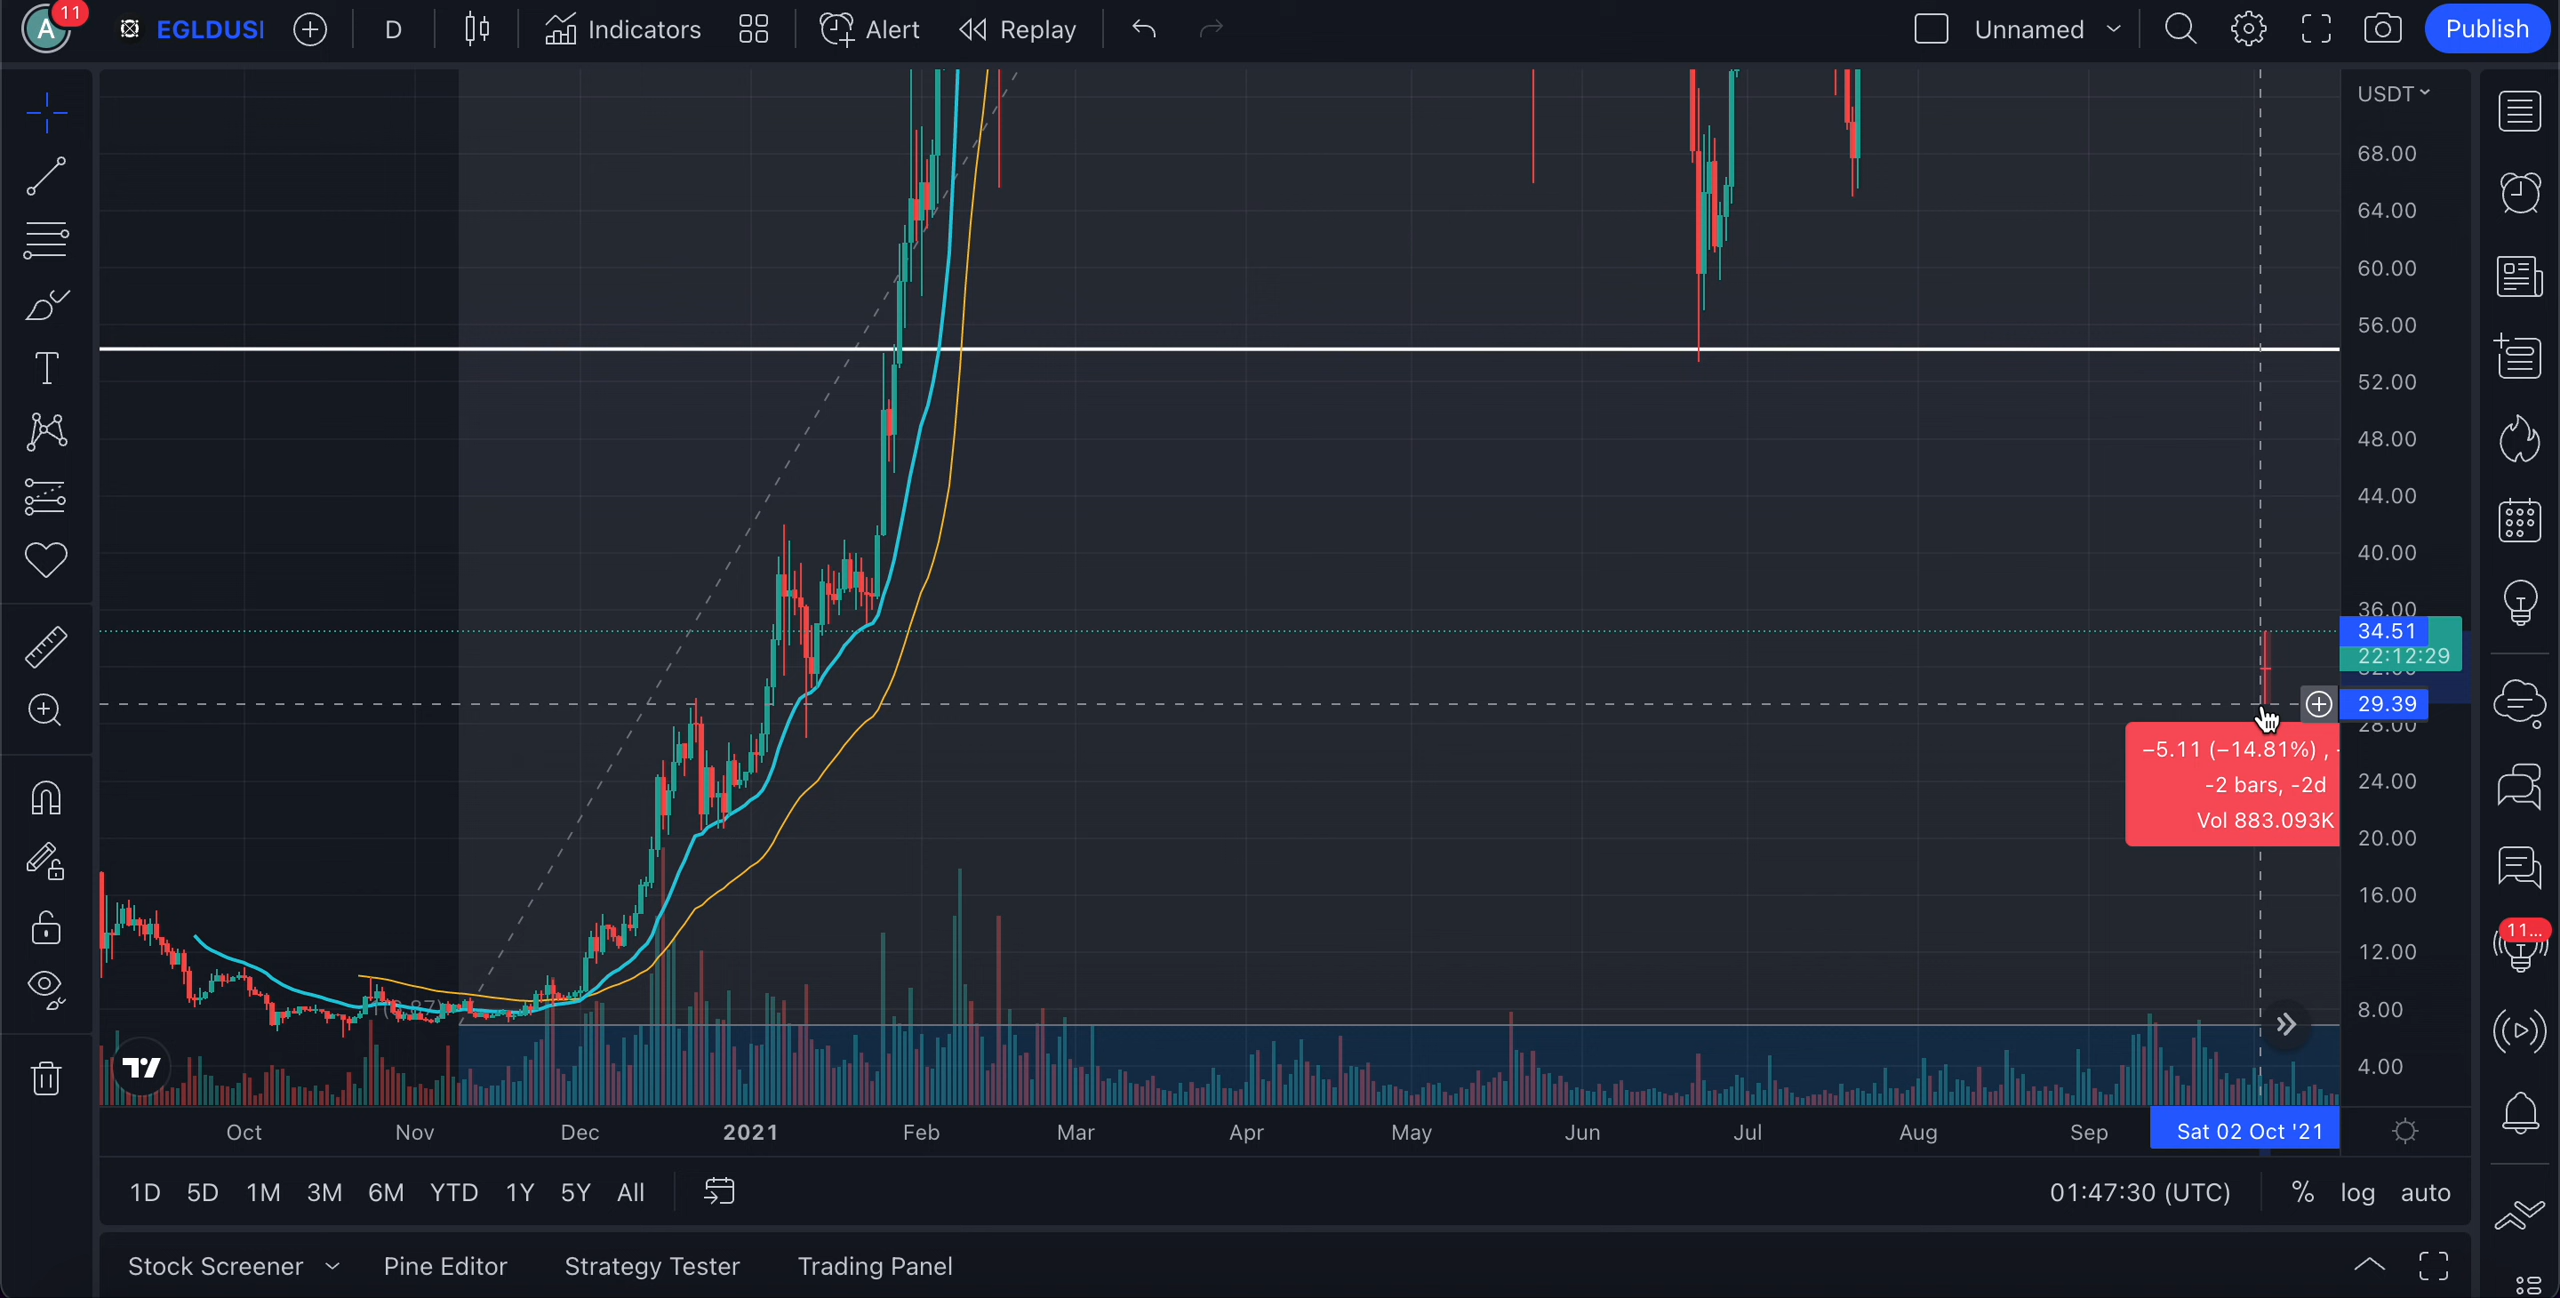 A
11
EGLDUS
D
Indicators
Alert
Replay
Unnamed
Publish
USDT
68.00
64.00
60.00
56.00
52.00
48.00
44.00
40.00
36.00
34.51
22:12:29
29.39
28.00
−5.11 (−14.81%) , -
-2 bars, -2d
Vol 883.093K
24.00
20.00
16.00
12.00
8.00
4.00
11...
Oct
Nov
Dec
2021
Feb
Mar
Apr
May
Jun
Jul
Aug
Sep
Sat 02 Oct '21
1D
5D
1M
3M
6M
YTD
1Y
5Y
All
01:47:30 (UTC)
%
log
auto
Stock Screener
Pine Editor
Strategy Tester
Trading Panel